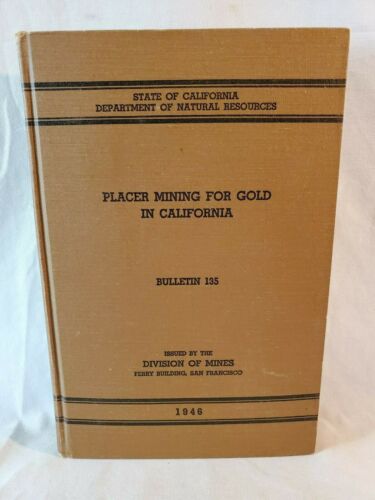 STATE OF CALIFORNIA
DEPARTMENT OF NATURAL RESOURCES
PLACER MINING FOR GOLD
IN CALIFORNIA
BULLETIN 135
ISSUED BY THE
DIVISION OF MINES
FERRY BUILDING, SAN FRANCISCO
1946